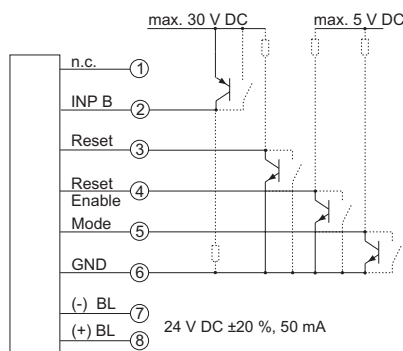 max. 30 V DC
max. 5 V DC
n.c.
1
INP B
2
Reset
3
Reset
Enable
4
Mode
5
GND
6
(-) BL
7
24 V DC ±20 %, 50 mA
(+) BL
8